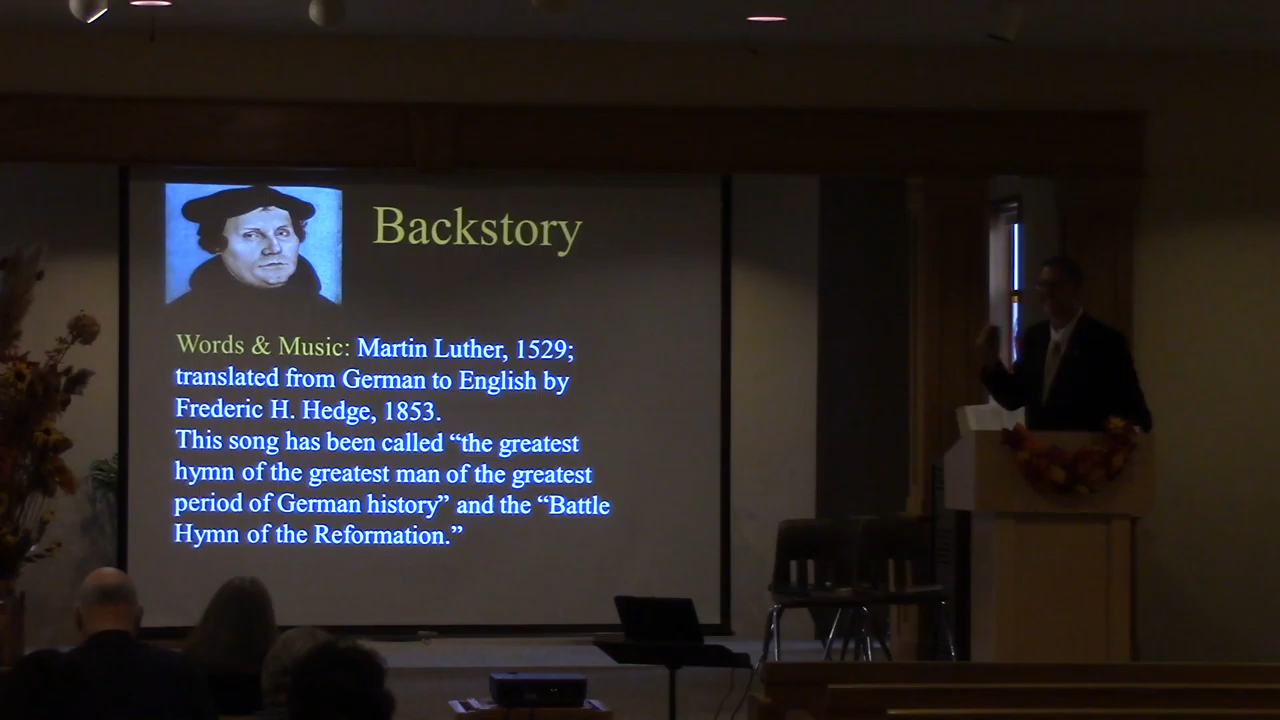 Backstory
Words & Music: Martin Luther, 1529;
translated from German to English by
Frederic H. Hedge, 1853.
This song has been called “the greatest
hymn of the greatest man of the greatest
period of German history” and the “Battle
Hymn of the Reformation.”